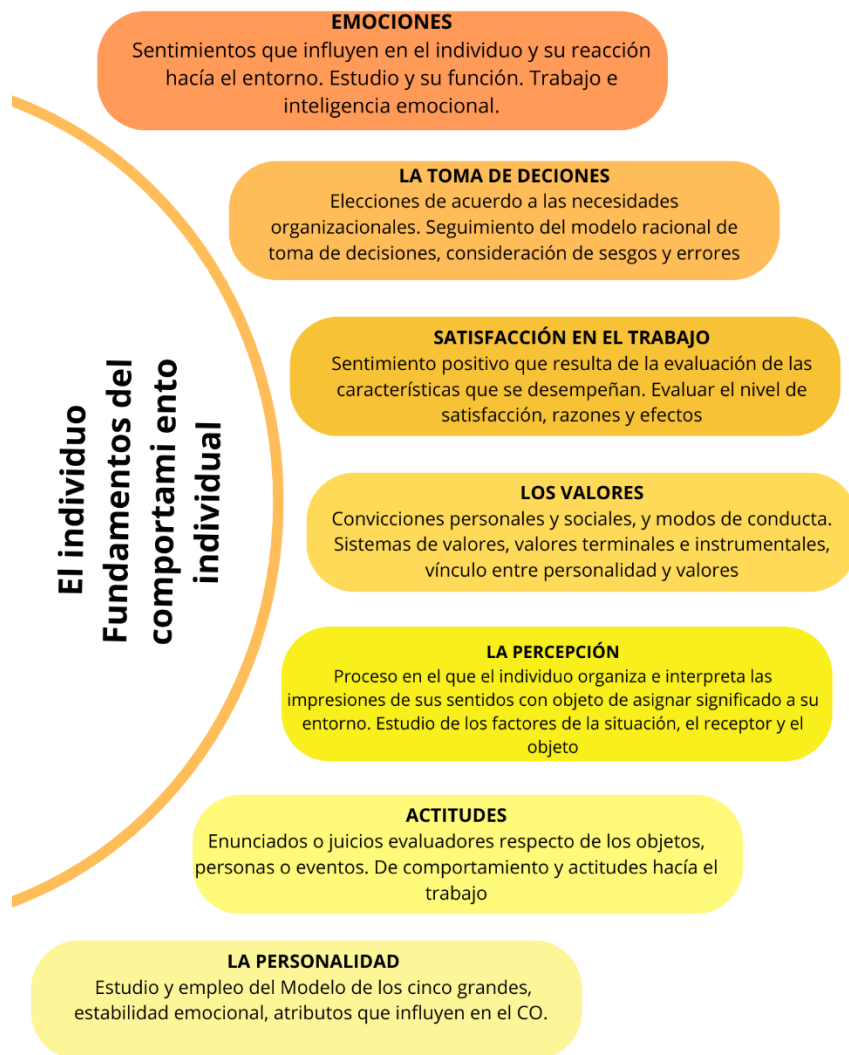 EMOCIONES
Sentimientos que influyen en el individuo y su reacción
hacía el entorno. Estudio y su función. Trabajo e
inteligencia emocional.
LA TOMA DE DECIONES
Elecciones de acuerdo a las necesidades
organizacionales. Seguimiento del modelo racional de
toma de decisiones, consideración de sesgos y errores
SATISFACCIÓN EN EL TRABAJO
Sentimiento positivo que resulta de la evaluación de las
características que se desempeñan. Evaluar el nivel de
satisfacción, razones y efectos
El individuo
Fundamentos del
comportami ento
individual
LOS VALORES
Convicciones personales y sociales, y modos de conducta.
Sistemas de valores, valores terminales e instrumentales,
vínculo entre personalidad y valores
LA PERCEPCIÓN
Proceso en el que el individuo organiza e interpreta las
impresiones de sus sentidos con objeto de asignar significado a su
entorno. Estudio de los factores de la situación, el receptor y el
objeto
ACTITUDES
Enunciados o juicios evaluadores respecto de los objetos,
personas o eventos. De comportamiento y actitudes hacía el
trabajo
LA PERSONALIDAD
Estudio y empleo del Modelo de los cinco grandes,
estabilidad emocional, atributos que influyen en el CO.